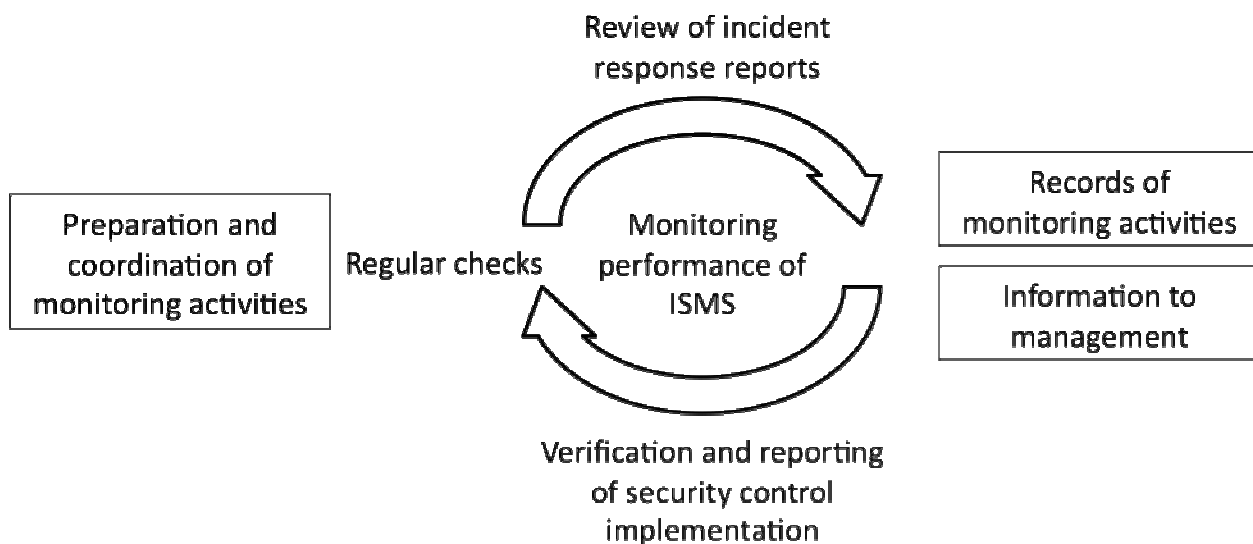 Review of incident
response reports
Preparation and
coordination of
monitoring activities
Regular checks
Monitoring
performance of
ISMS
Records of
monitoring activities
Information to
management
Verification and reporting
of security control
implementation